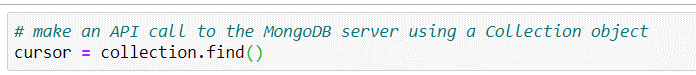 # make an API call to the MongoDB server using a Collection object
cursor = collection.find()